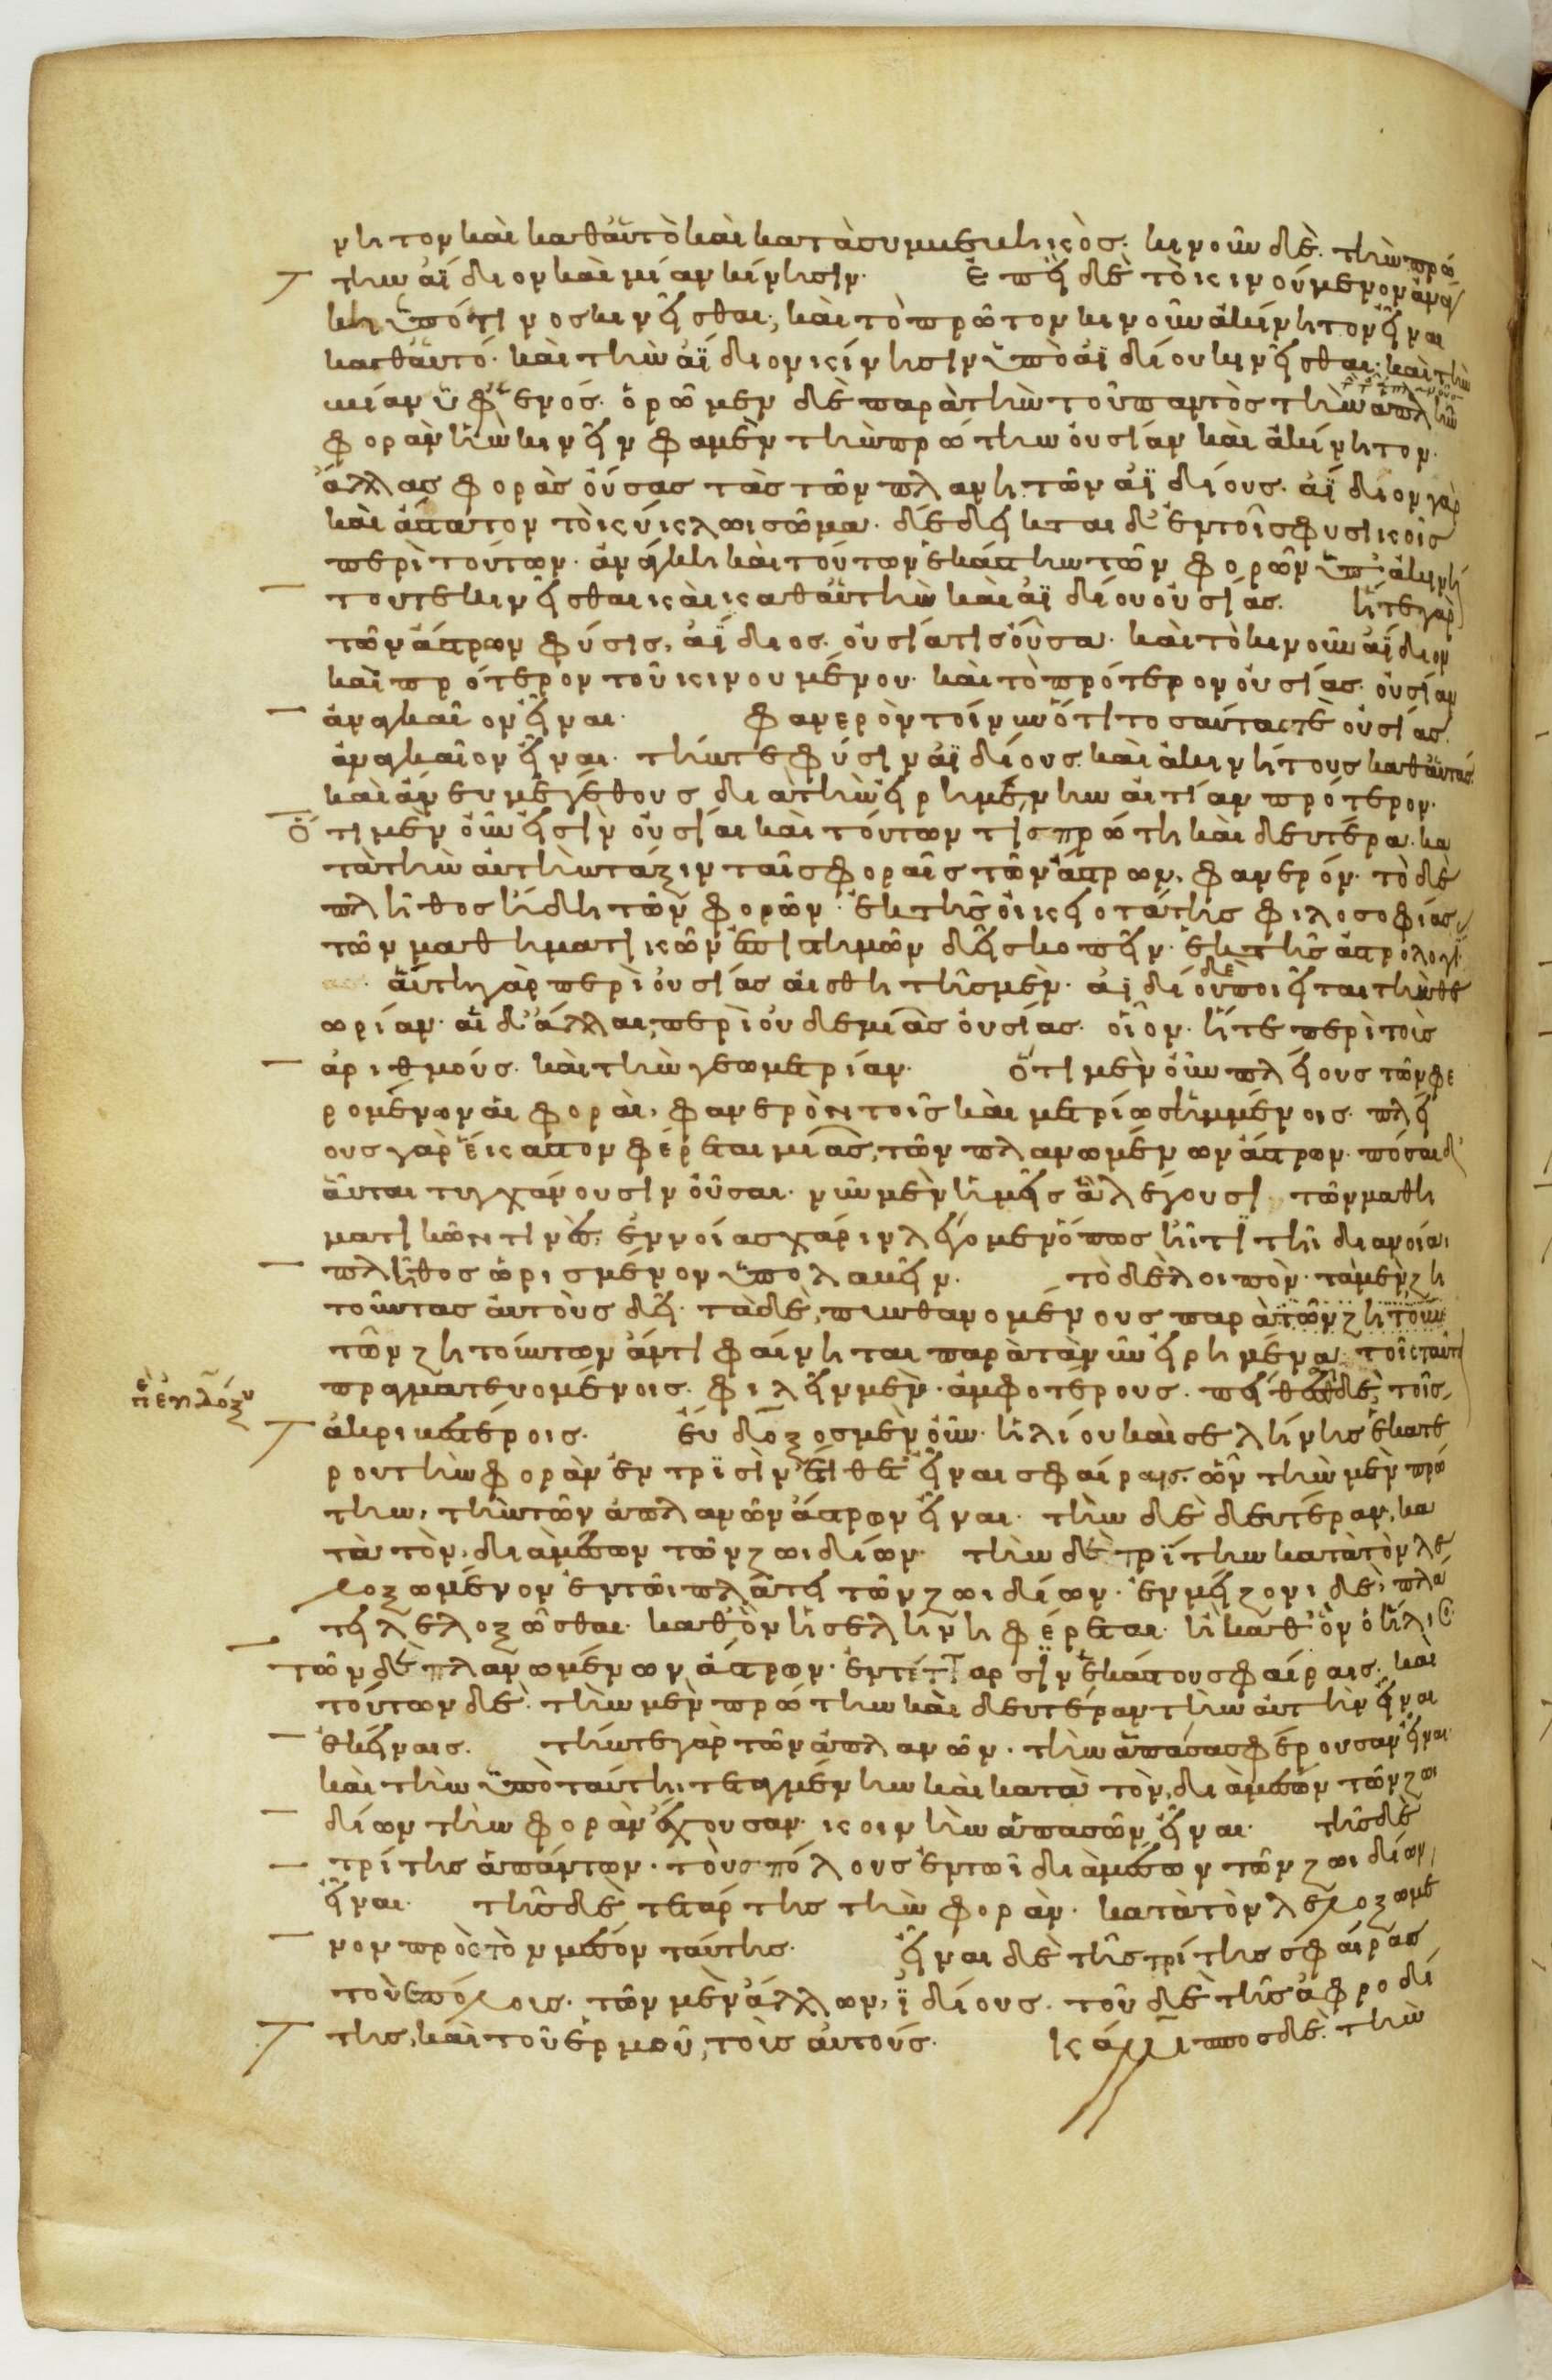 νητον καὶ καθ' αὑτὸ καὶ κατὰ συμβεβηκός· κινοῦν δὲ τὴν πρώ
την ἀΐδιον καὶ μίαν κίνησιν. ἐπεὶ δὲ τὸ κινούμενον ἀνάγ
κη ὑπό τινος κινεῖσθαι, καὶ τὸ πρῶτον κινοῦν ἀκίνητον εἶναι
καθ' αὑτό· καὶ τὴν ἀΐδιον κίνησιν ὑπὸ ἀϊδίου κινεῖσθαι· καὶ τὴν
μίαν ὑφ' ἑνός. ὁρῶμεν δὲ παρὰ τὴν τοῦ παντὸς τὴν ἁπλῆν
φορὰν ἣν κινεῖν φαμὲν τὴν πρώτην οὐσίαν καὶ ἀκίνητον·
ἄλλας φορὰς οὔσας τὰς τῶν πλανήτων ἀϊδίους· ἀΐδιον γὰρ
καὶ ἄστατον τὸ κύκλωι σῶμα· δέδεικται δ' ἐν τοῖς φυσικοῖς
περὶ τούτων· ἀνάγκη καὶ τούτων ἑκάστην τῶν φορῶν ὑπ' ἀκινή
του τε κινεῖσθαι καὶ καθ' αὑτὴν καὶ ἀϊδίου οὐσίας. ἥ τε γὰρ
τῶν ἄστρων φύσις, ἀΐδιος οὐσία τις οὖσα· καὶ τὸ κινοῦν ἀΐδιον
καὶ πρότερον τοῦ κινουμένου· καὶ τὸ πρότερον οὐσίας· οὐσίαν
ἀναγκαῖον εἶναι. φανερὸν τοίνυν ὅτι τοσαύτας τὲ οὐσίας
ἀναγκαῖον εἶναι· τήν τε φύσιν ἀϊδίους καὶ ἀκινήτους καθ' αὑτάς
καὶ ἄνευ μεγέθους διὰ τὴν εἰρημένην αἰτίαν πρότερον.
ὅτι μὲν οὖν εἰσὶν οὐσίαι καὶ τούτων τίς πρώτη καὶ δευτέρα κα
τὰ τὴν αὐτὴν τάξιν ταῖς φοραῖς τῶν ἄστρων, φανερόν· τὸ δὲ
πλῆθος ἤδη τῶν φορῶν ἐκ τῆς οἰκειοτάτης φιλοσοφίας
τῶν μαθηματικῶν ἐπιστημῶν δεῖ σκοπεῖν· ἐκ τῆς ἀστρολογί
ας· αὕτη γὰρ περὶ οὐσίας αἰσθητῆς μὲν· ἀϊδίου δὲ ποιεῖται τὴν θε
ωρίαν· αἱ δ' ἄλλαι, περὶ οὐδεμιᾶς οὐσίας. οἷον· ἥ τε περὶ τοὺς
ἀριθμούς· καὶ τὴν γεωμετρίαν. ὅτι μὲν οὖν πλείους τῶν φε
ρομένων αἱ φοραὶ, φανερὸν τοῖς καὶ μετρίως ἡμμένοις· πλεί
ους γὰρ ἕκαστον φέρεται μιᾶς, τῶν πλανωμένων ἄστρων· πόσαι δ'
αὗται τυγχάνουσιν οὖσαι· νῦν μὲν ἡμεῖς ἃ λέγουσι τῶν μαθη
ματικῶν τινὲς, ἐννοίας χάριν λέγομεν ὅπως ᾖ τι τῆι διανοίαι
πλῆθος ὡρισμένον ὑπολαβεῖν. τὸ δὲ λοιπὸν· τὰ μὲν ζη
τοῦντας αὐτοὺς δεῖ· τὰ δὲ, πυνθανομένους παρὰ τῶν ζητούν
τῶν ζητούντων ἄν τι φαίνηται παρὰ τὰ νῦν εἰρημένα τοῖς ταῦτα
πραγματευομένοις· φιλεῖν μὲν ἀμφοτέρους· πείθεσθαι δὲ, τοῖς
ἀκριβεστέροις. εὔδοξος μὲν οὖν· ἡλίου καὶ σελήνης ἑκατέ
ρου τὴν φορὰν ἐν τρισὶν ἐτίθετ' εἶναι σφαίραις· ὧν τὴν μὲν πρώ
την, τὴν τῶν ἀπλανῶν ἄστρων εἶναι· τὴν δὲ δευτέραν, κα
τὰ τὸν διὰ μέσων τῶν ζωιδίων· τὴν δὲ τρίτην κατὰ τὸν λε
λοξωμένον ἐν τῶι πλάτει τῶν ζωιδίων· ἐν μείζονι δὲ πλά
τει λελοξῶσθαι καθ' ὃν ἡ σελήνη φέρεται· ἢ καθ' ὃν ὁ ἥλιος·
τῶν δὲ πλανωμένων ἄστρων· ἐν τέτταρσιν ἑκάστου σφαίραις· καὶ
τούτων δὲ τὴν μὲν πρώτην καὶ δευτέραν τὴν αὐτὴν εἶναι
ἐκείναις. τήν τε γὰρ τῶν ἀπλανῶν· τὴν ἁπάσας φέρουσαν εἶναι·
καὶ τὴν ὑπὸ ταύτηι τεταγμένην καὶ κατὰ τὸν διὰ μέσων τῶν ζωι
δίων τὴν φορὰν ἔχουσαν κοινὴν ἁπασῶν εἶναι. τῆς δὲ
τρίτης ἁπάντων· τοὺς πόλους ἐν τῶι διὰ μέσων τῶν ζωιδίων
εἶναι. τῆς δὲ τετάρτης τὴν φορὰν· κατὰ τὸν λελοξωμέ
νον πρὸς τὸν μέσον ταύτης. εἶναι δὲ τῆς τρίτης σφαίρας
τοὺς πόλους· τῶν μὲν ἄλλων, ἰδίους· τοὺ δὲ τῆς ἀφροδί
της, καὶ τοῦ ἑρμοῦ, τοὺς αὐτούς. κάλλιππος δὲ τὴν